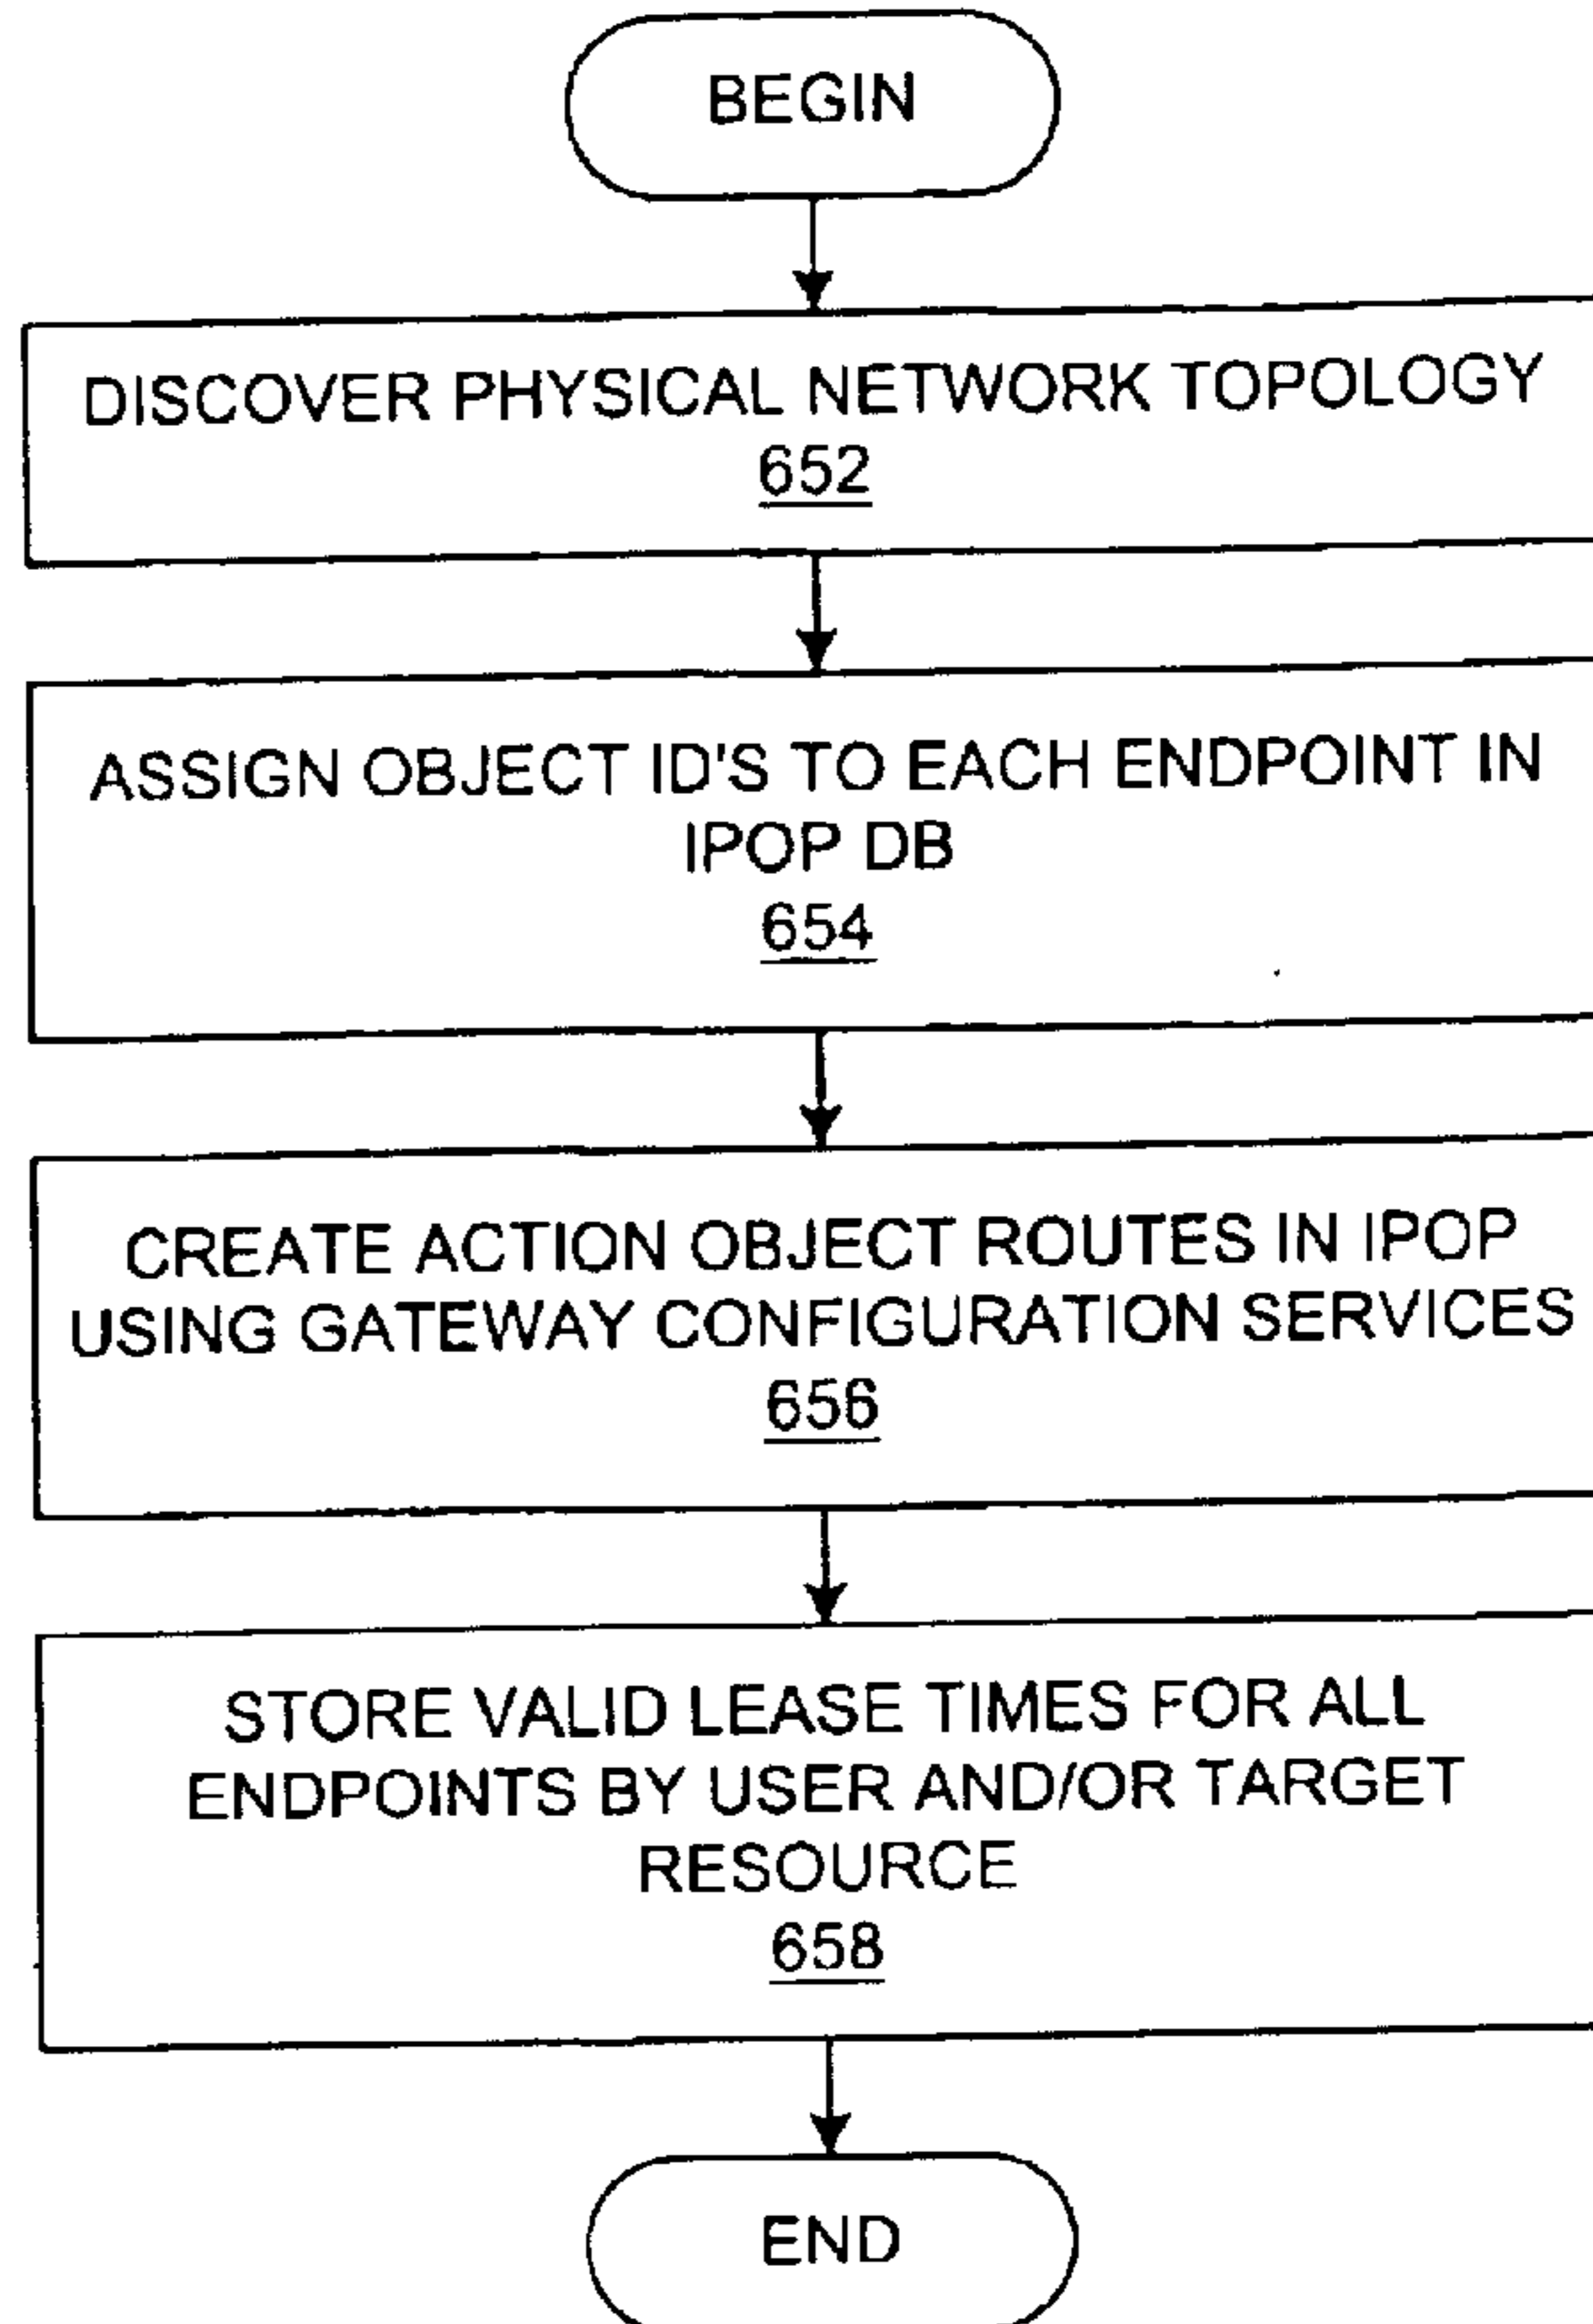 BEGIN
DISCOVER PHYSICAL NETWORK TOPOLOGY
652
ASSIGN OBJECT ID'S TO EACH ENDPOINT IN
IPOP DB
654
CREATE ACTION OBJECT ROUTES IN IPOP
USING GATEWAY CONFIGURATION SERVICES
656
STORE VALID LEASE TIMES FOR ALL
ENDPOINTS BY USER AND/OR TARGET
RESOURCE
658
END